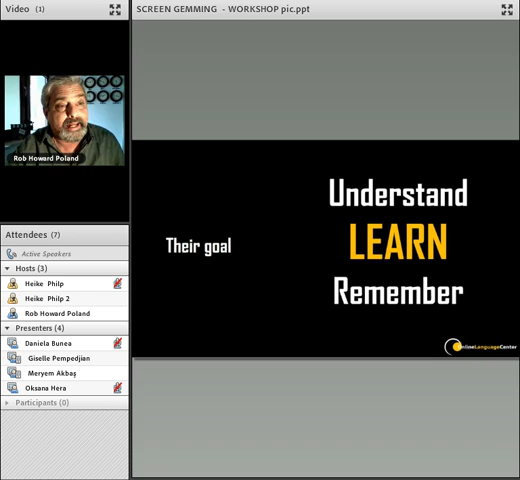 Video (1)
SCREEN GEMMING - WORKSHOP pic.ppt
Rob Howard Poland
Attendees (7)
Active Speakers
Hosts (3)
Heike Philp
Heike Philp 2
Rob Howard Poland
Presenters (4)
Daniela Bunea
Giselle Pempedjian
Meryem Akbaş
Oksana Hera
Participants (0)
Their goal
Understand
LEARN
Remember
OnlineLanguageCenter